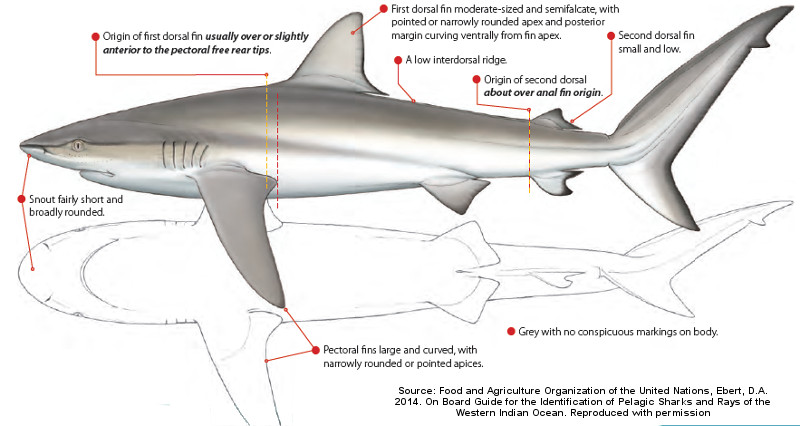 First dorsal fin moderate-sized and semifalcate, with
pointed or narrowly rounded apex and posterior
margin curving ventrally from fin apex.
Origin of first dorsal fin usually over or slightly
anterior to the pectoral free rear tips.
Second dorsal fin
small and low.
A low interdorsal ridge.
Origin of second dorsal
about over anal fin origin.
Snout fairly short and
broadly rounded.
Grey with no conspicuous markings on body.
Pectoral fins large and curved, with
narrowly rounded or pointed apices.
Source: Food and Agriculture Organization of the United Nations, Ebert, D.A.
2014. On Board Guide for the Identification of Pelagic Sharks and Rays of the
Western Indian Ocean. Reproduced with permission